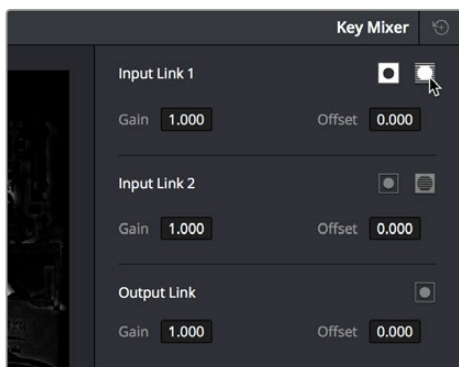 Key Mixer
Input Link 1
Gain 1.000 Offset 0.000
Input Link 2
Gain 1.000 Offset 0.000
Output Link
Gain 1.000 Offset 0.000